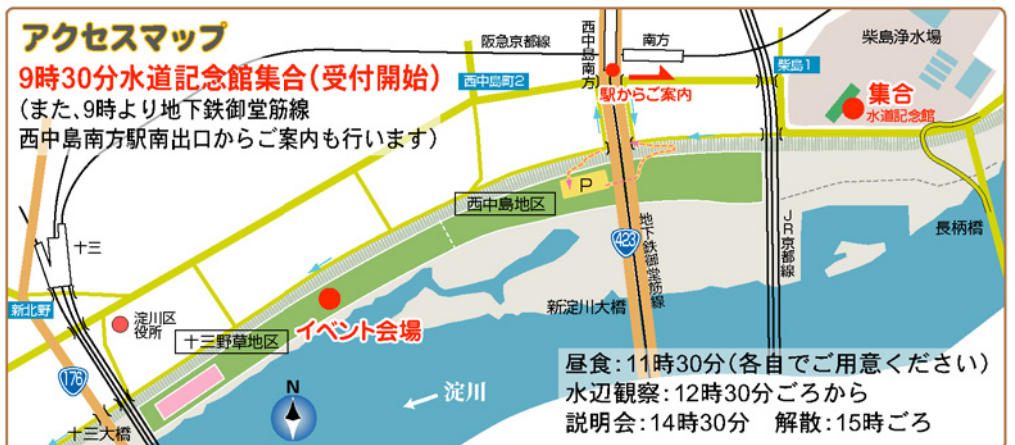 アクセスマップ
9時30分水道記念館集合(受付開始)
(また、9時より地下鉄御堂筋線
西中島南方駅南出口からご案内も行います)
阪急京都線
西中島南方
南方
柴島浄水場
西中島町2
駅からご案内
柴島1
集合
水道記念館
P
西中島地区
十三
423
地下鉄御堂筋線
JR京都線
長柄橋
新北野
淀川区
役所
イベント会場
新淀川大橋
十三野草地区
176
N
淀川
十三大橋
昼食:11時30分(各自でご用意ください)
水辺観察:12時30分ごろから
説明会:14時30分 解散:15時ごろ